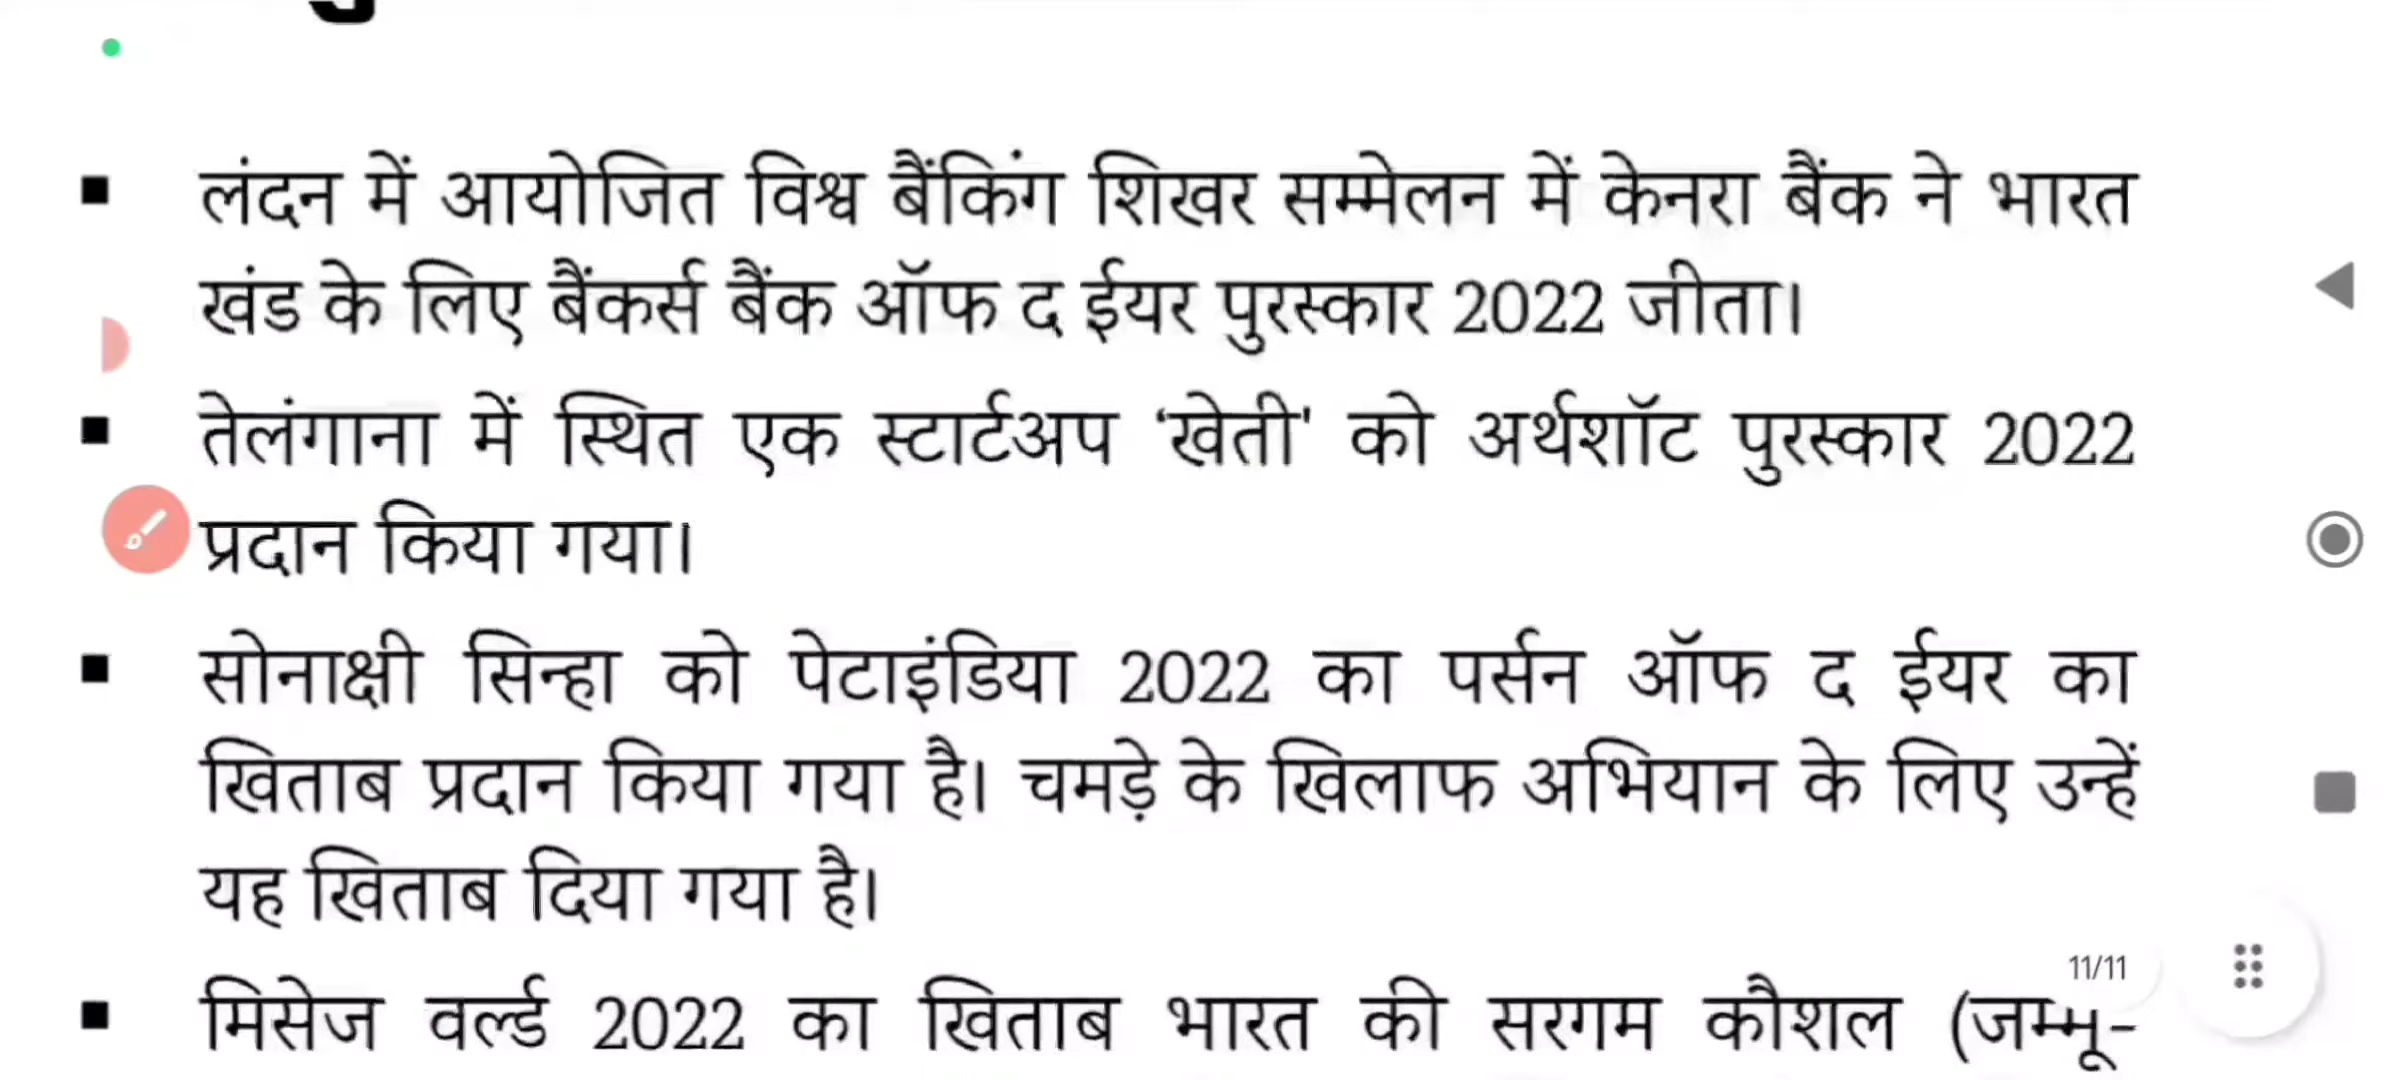 लंदन में आयोजित विश्व बैंकिंग शिखर सम्मेलन में केनरा बैंक ने भारत
खंड के लिए बैंकर्स बैंक ऑफ द ईयर पुरस्कार 2022 जीता।
तेलंगाना में स्थित एक स्टार्टअप ‘खेती' को अर्थशॉट पुरस्कार 2022
प्रदान किया गया।
सोनाक्षी सिन्हा को पेटाइंडिया 2022 का पर्सन ऑफ द ईयर का
खिताब प्रदान किया गया है। चमड़े के खिलाफ अभियान के लिए उन्हें
यह खिताब दिया गया है।
मिसेज वर्ल्ड 2022 का खिताब भारत की सरगम कौशल (जम्मू-
11/11